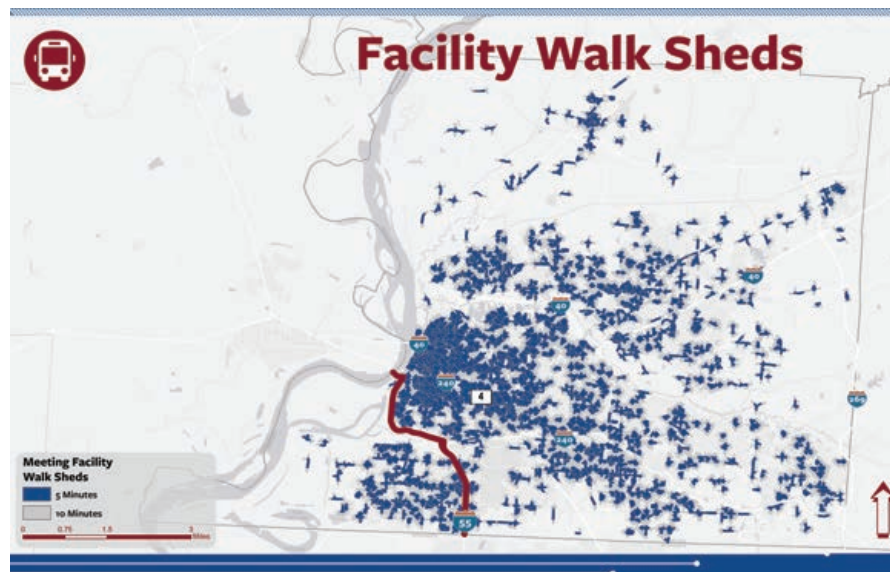 Facility Walk Sheds
40
40
40
240
4
269
240
Meeting Facility
Walk Sheds
5 Minutes
10 Minutes
0 0.75 1.5 3
Miles
55